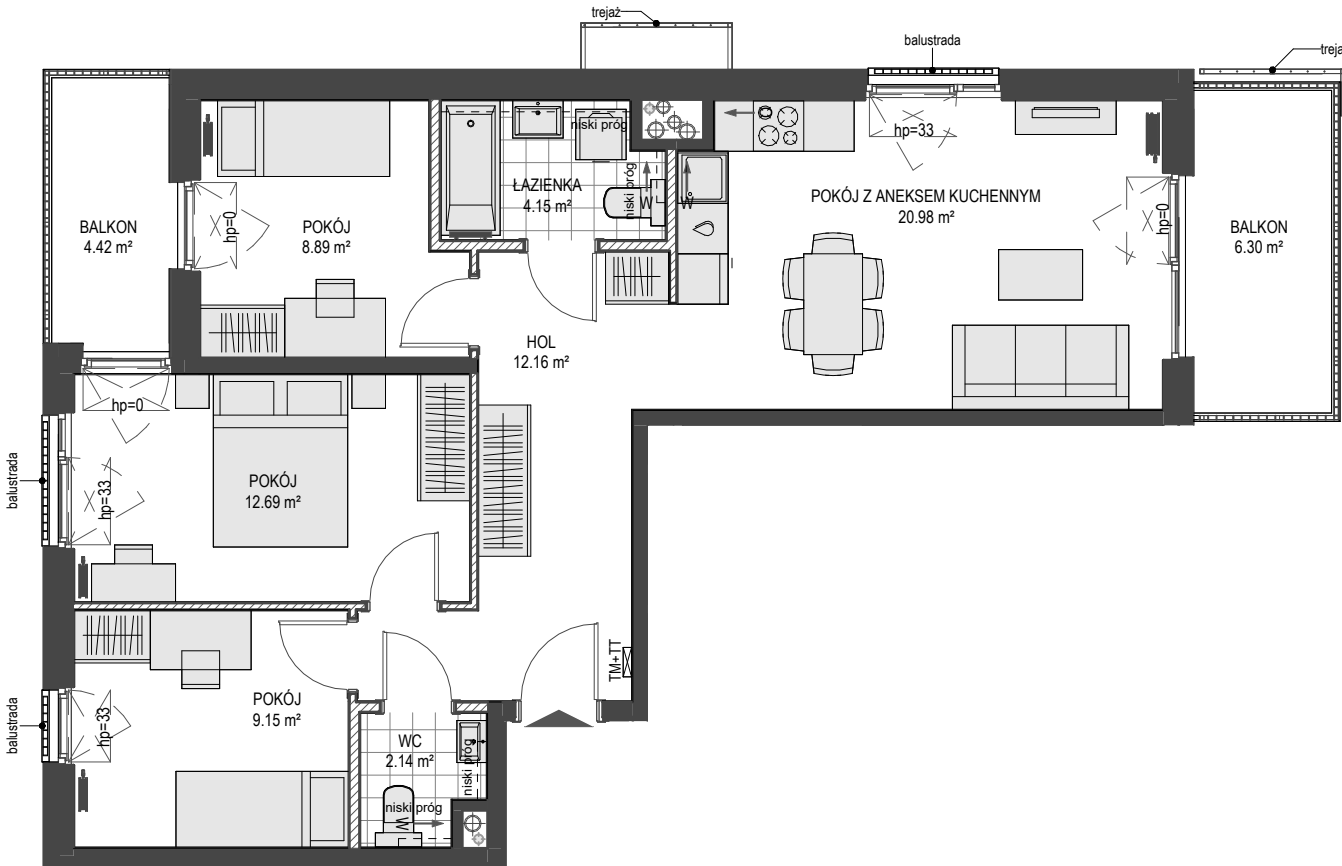 trejaż
balustrada
treja
niski próg
hp=33
BALKON
4.42 m²
hp=0
POKÓJ
8.89 m²
ŁAZIENKA
4.15 m²
niski próg
W
W
POKÓJ Z ANEKSEM KUCHENNYM
20.98 m²
hp=0
BALKON
6.30 m²
HOL
12.16 m²
hp=0
balustrada
hp=33
POKÓJ
12.69 m²
TM+TT
balustrada
hp=33
POKÓJ
9.15 m²
WC
2.14 m²
niski próg
niski próg
W